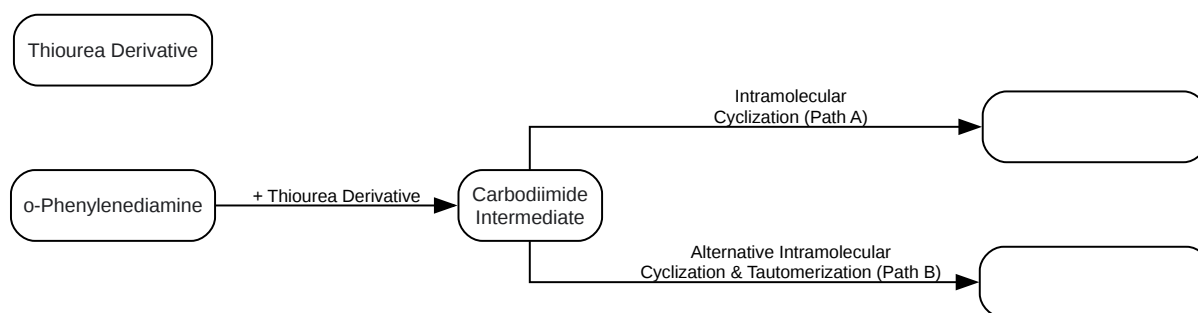 Thiourea Derivative
Intramolecular
Cyclization (Path A)
o-Phenylenediamine
+ Thiourea Derivative
Carbodiimide
Intermediate
Alternative Intramolecular
Cyclization & Tautomerization (Path B)